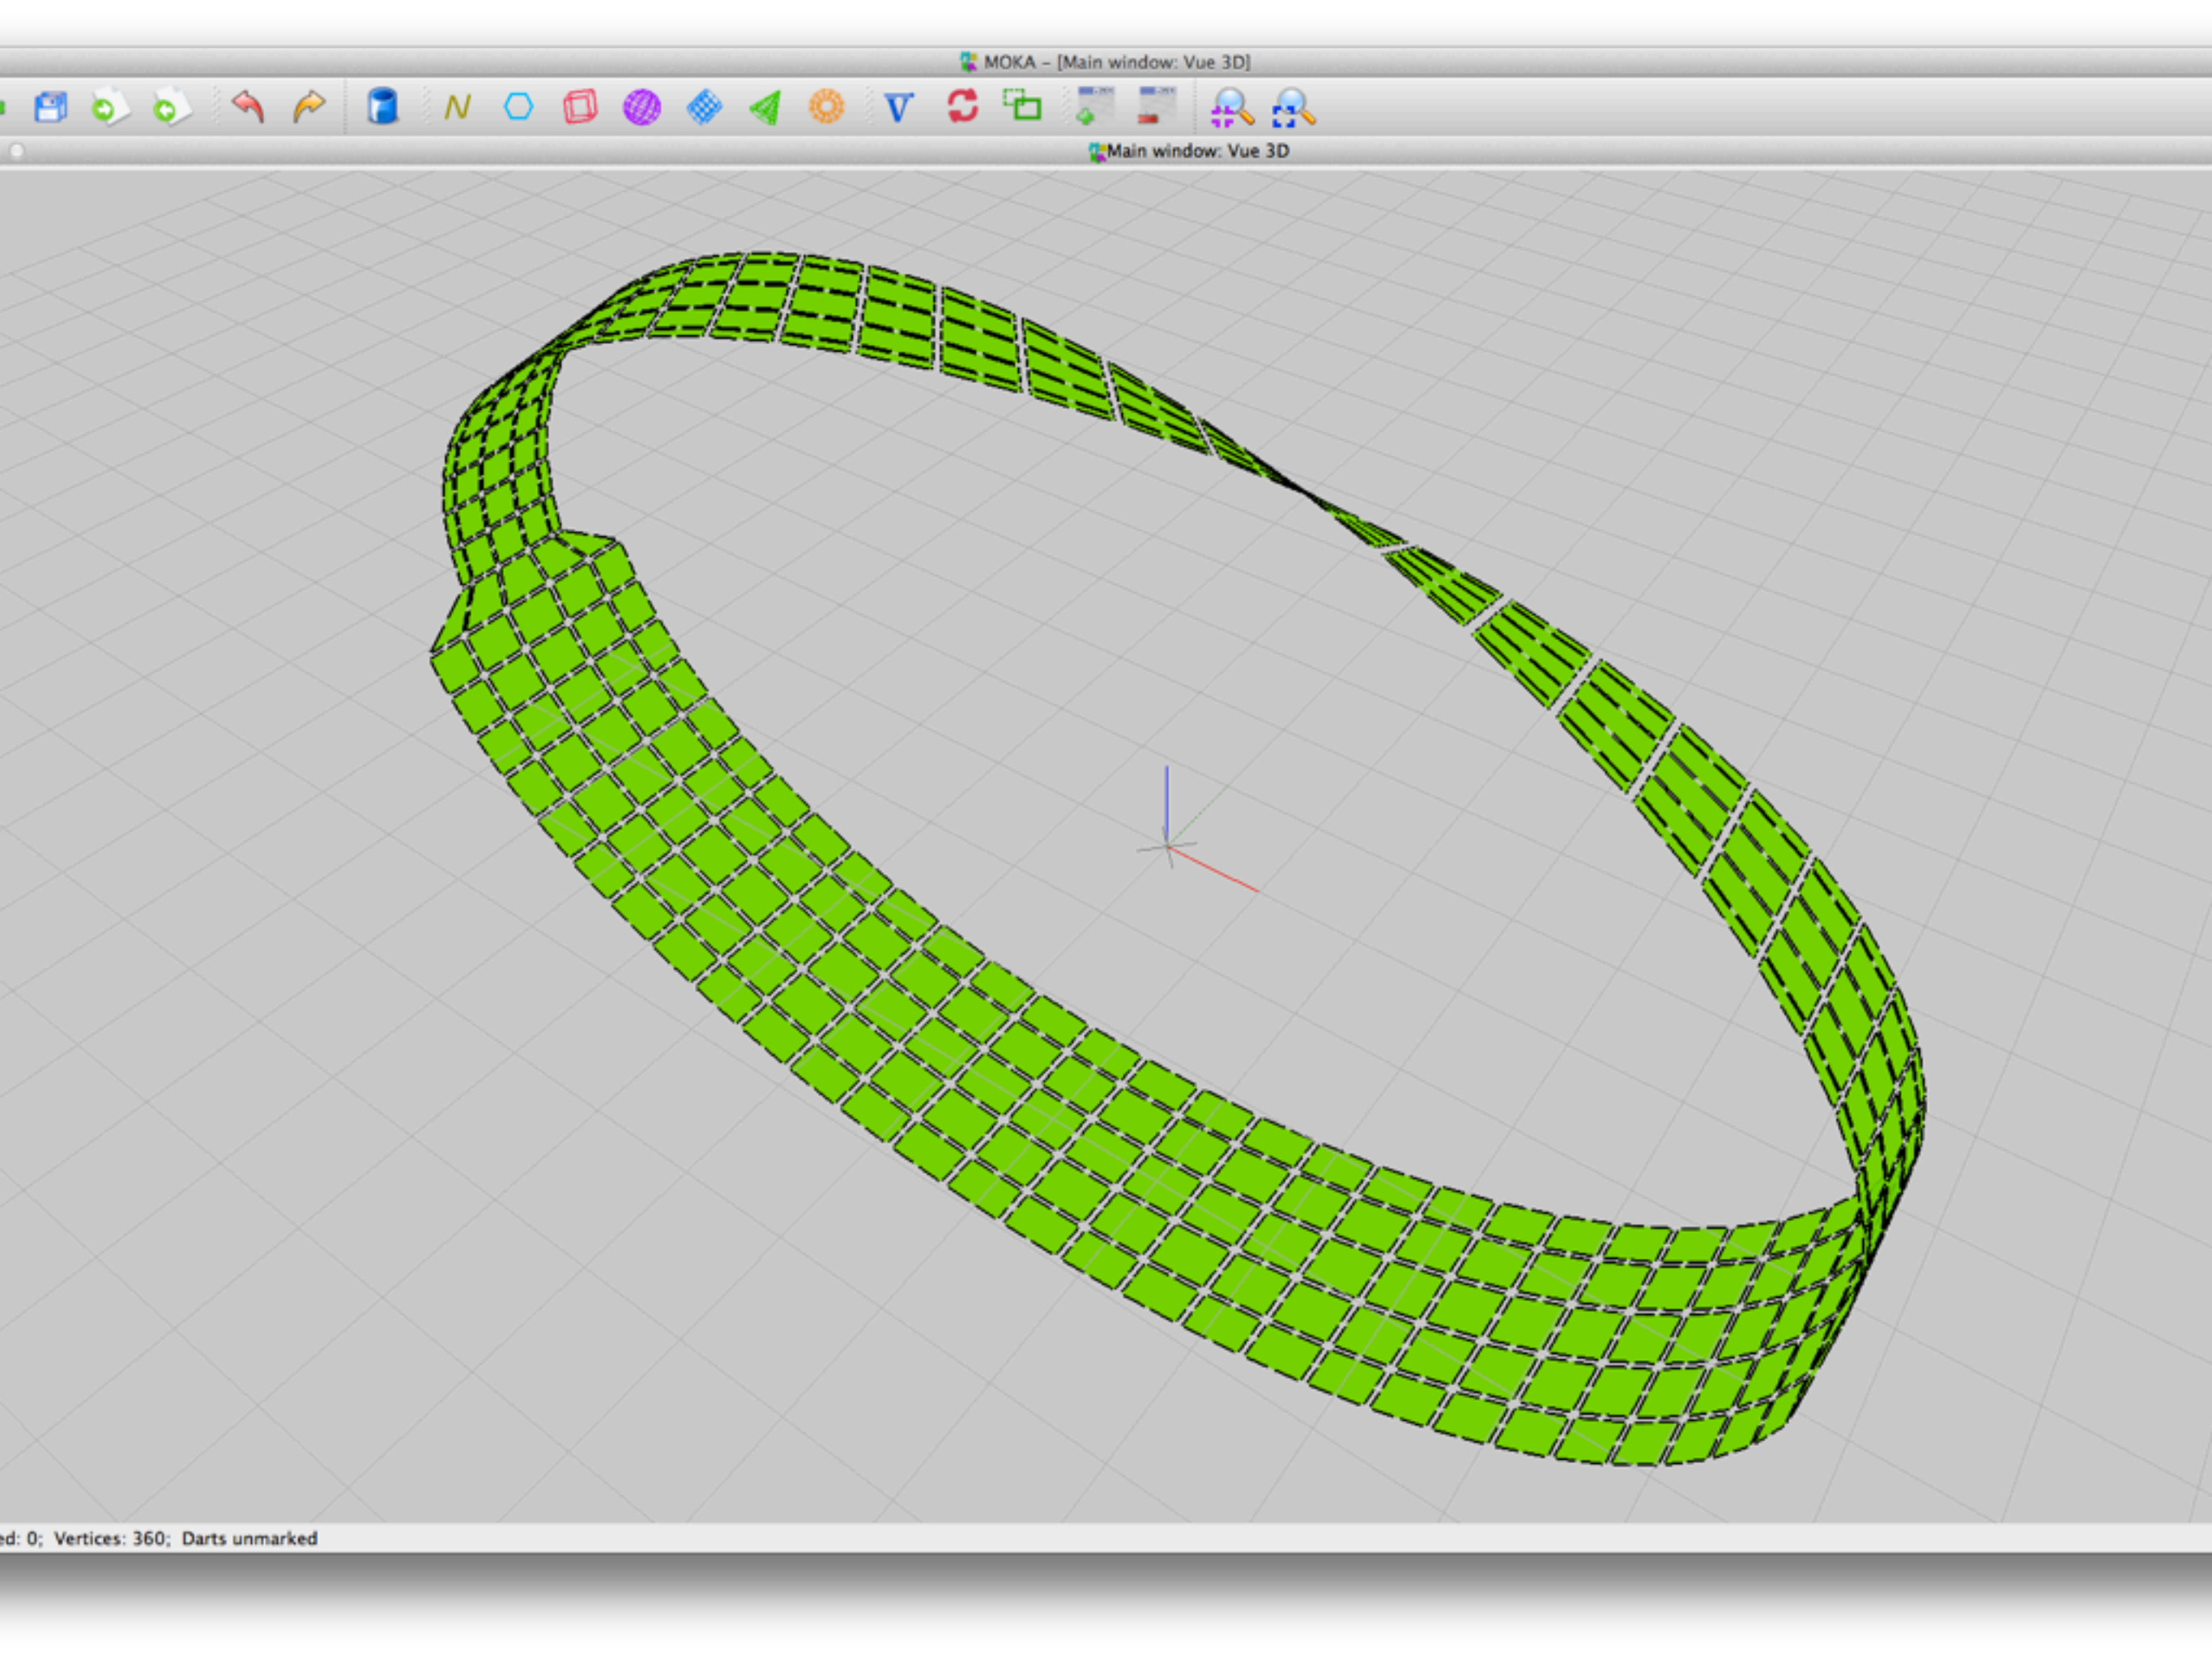 MOKA – [Main window: Vue 3D]
Main window: Vue 3D
ed: 0; Vertices: 360; Darts unmarked